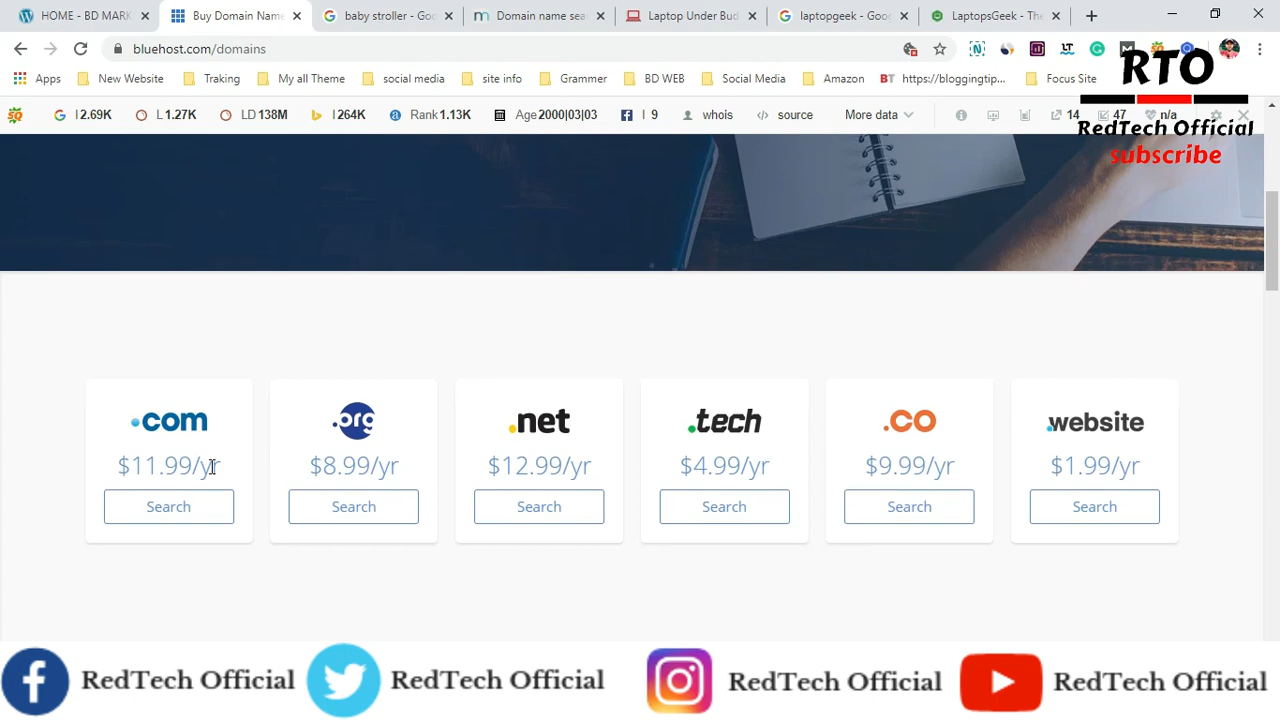 HOME - BD MARK
Buy Domain Name
baby stroller - Goo
Domain name sea
Laptop Under Bud
laptopgeek - Goog
LaptopsGeek - The
bluehost.com/domains
Apps
New Website
Traking
My all Theme
social media
site info
Grammer
BD WEB
Social Media
Amazon
BT https://bloggingtip...
Focus Site
RTO
RedTech Official
subscribe
I 2.69K
L 1.27K
LD 138M
I 264K
Rank 1.13K
Age 2000|03|03
I 9
whois
source
More data
14
47
n/a
.com
$11.99/yr
Search
.org
$8.99/yr
Search
.net
$12.99/yr
Search
.tech
$4.99/yr
Search
.co
$9.99/yr
Search
.website
$1.99/yr
Search
RedTech Official
RedTech Official
RedTech Official
RedTech Official